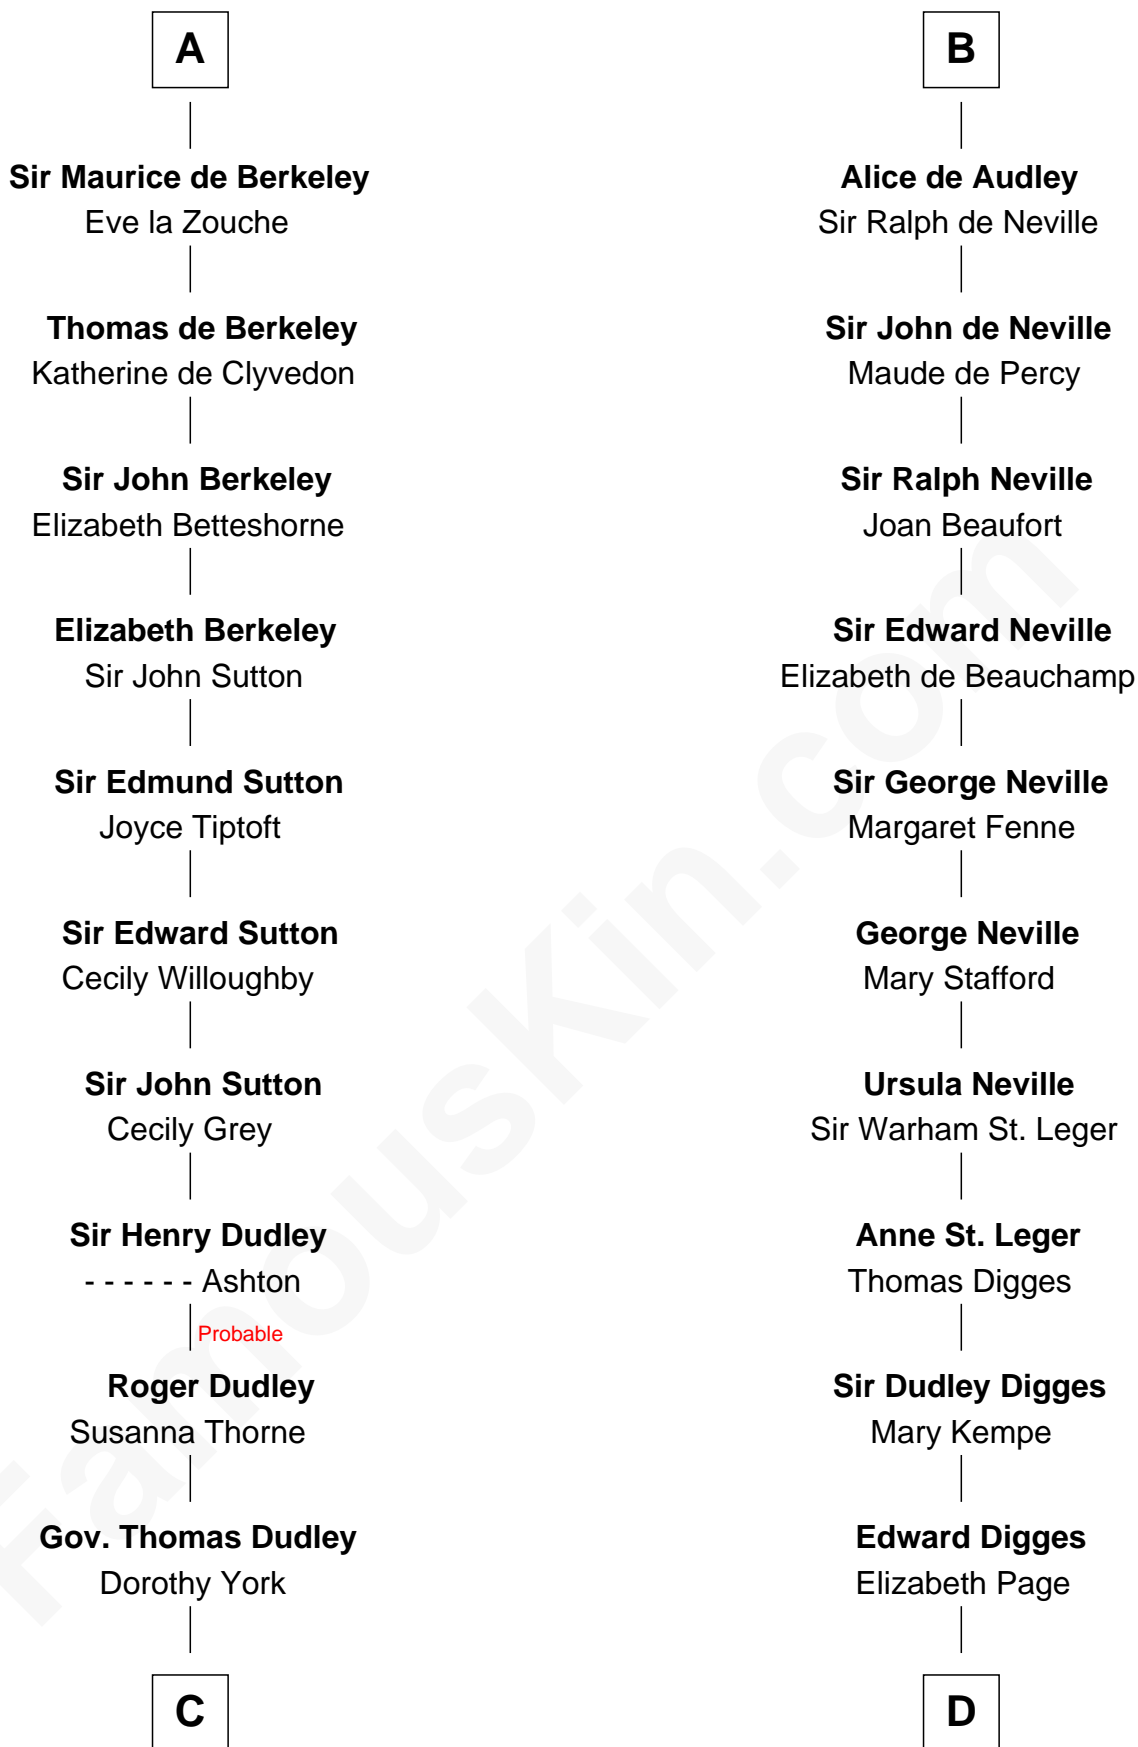 A
Sir Maurice de Berkeley
Eve la Zouche
Thomas de Berkeley
Katherine de Clyvedon
Sir John Berkeley
Elizabeth Betteshorne
Elizabeth Berkeley
Sir John Sutton
Sir Edmund Sutton
Joyce Tiptoft
Sir Edward Sutton
Cecily Willoughby
Sir John Sutton
Cecily Grey
Sir Henry Dudley
- - - - - - Ashton
Probable
Roger Dudley
Susanna Thorne
Gov. Thomas Dudley
Dorothy York
C
B
Alice de Audley
Sir Ralph de Neville
Sir John de Neville
Maude de Percy
Sir Ralph Neville
Joan Beaufort
Sir Edward Neville
Elizabeth de Beauchamp
Sir George Neville
Margaret Fenne
George Neville
Mary Stafford
Ursula Neville
Sir Warham St. Leger
Anne St. Leger
Thomas Digges
Sir Dudley Digges
Mary Kempe
Edward Digges
Elizabeth Page
D
FamousKin.com